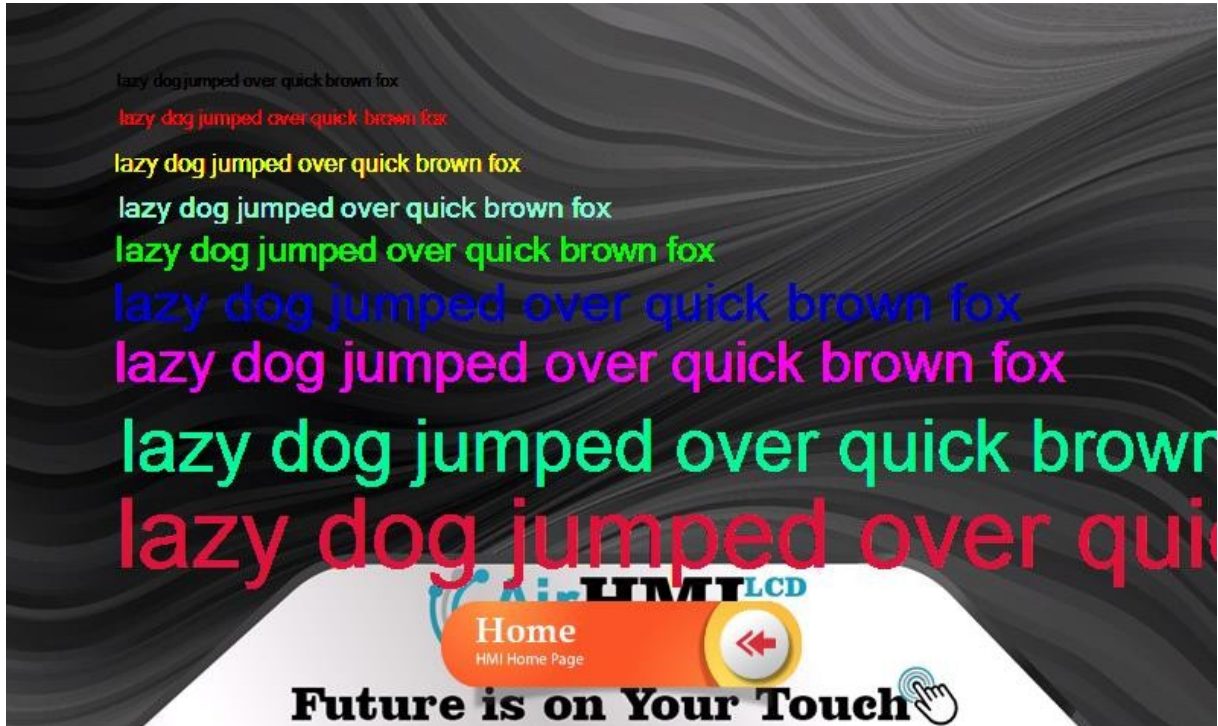 lazy dog jumped over quick brown fox
lazy dog jumped over quick brown fox
lazy dog jumped over quick brown fox
lazy dog jumped over quick brown fox
lazy dog jumped over quick brown fox
lazy dog jumped over quick brown fox
lazy dog jumped over quick brown fox
lazy dog jumped over quick brown
lazy dog jumped over quic
AirHMI LCD
Home
HMI Home Page
Future is on Your Touch